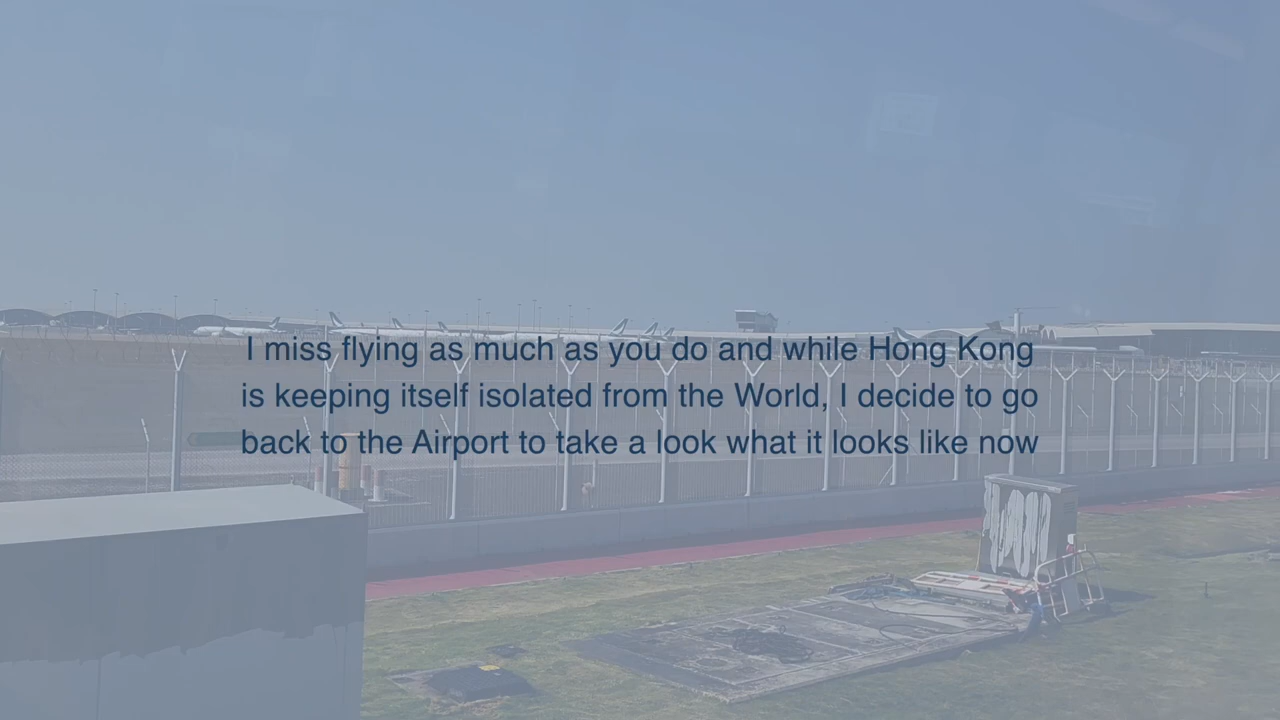 I miss flying as much as you do and while Hong Kong
is keeping itself isolated from the World, I decide to go
back to the Airport to take a look what it looks like now